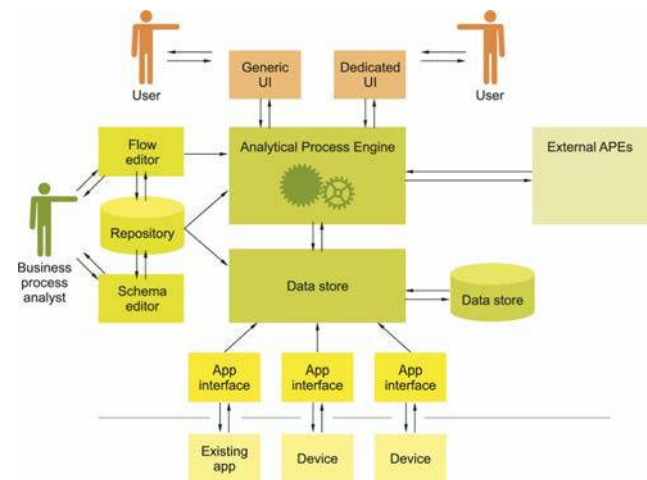 User
Generic
UI
Dedicated
UI
User
Flow
editor
Analytical Process Engine
External APEs
Repository
Business
process
analyst
Schema
editor
Data store
Data store
App
interface
App
interface
App
interface
Existing
app
Device
Device